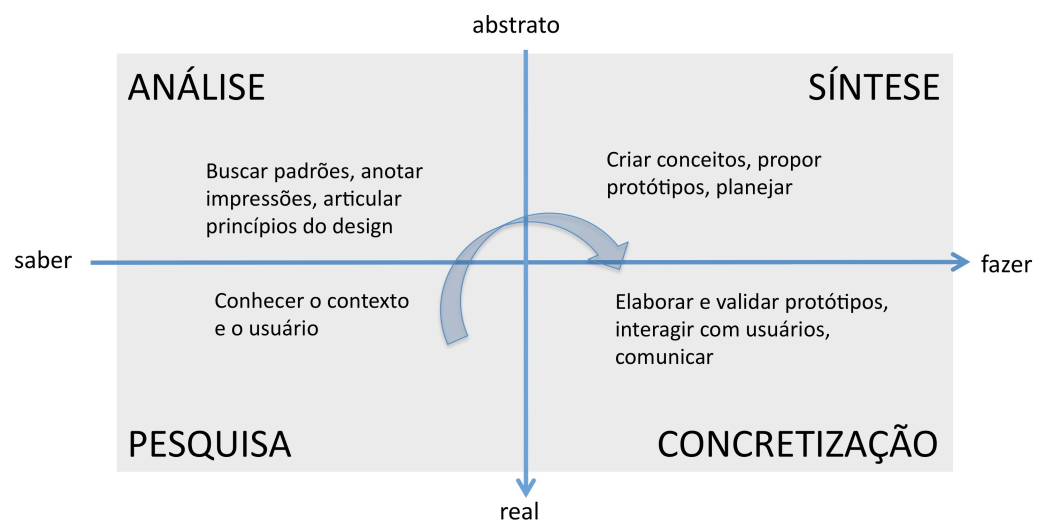 abstrato
ANÁLISE
SÍNTESE
Buscar padrões, anotar
impressões, articular
princípios do design
Criar conceitos, propor
protótipos, planejar
saber
fazer
Conhecer o contexto
e o usuário
Elaborar e validar protótipos,
interagir com usuários,
comunicar
PESQUISA
CONCRETIZAÇÃO
real